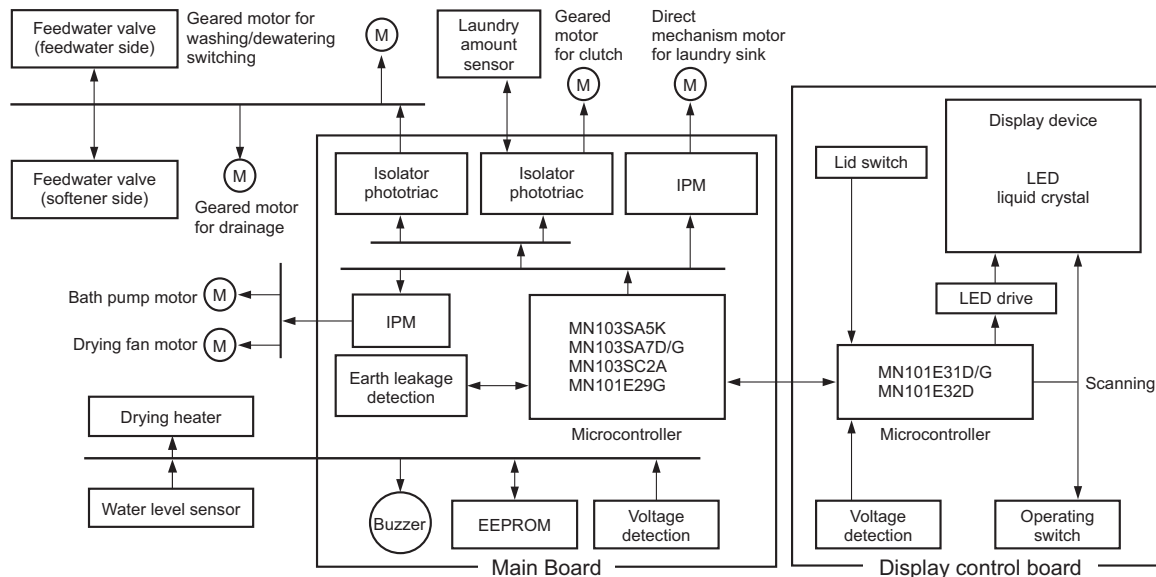 Feedwater valve
(feedwater side)
Geared motor for
washing/dewatering
switching
M
Laundry
amount
sensor
Geared
motor
for clutch
M
Direct
mechanism motor
for laundry sink
M
Feedwater valve
(softener side)
M
Geared motor
for drainage
Isolator
phototriac
Isolator
phototriac
IPM
Lid switch
Display device
LED
liquid crystal
Bath pump motor
M
Drying fan motor
M
IPM
Earth leakage
detection
MN103SA5K
MN103SA7D/G
MN103SC2A
MN101E29G
Microcontroller
LED drive
MN101E31D/G
MN101E32D
Microcontroller
Scanning
Drying heater
Water level sensor
Buzzer
EEPROM
Voltage
detection
Voltage
detection
Operating
switch
Main Board
Display control board